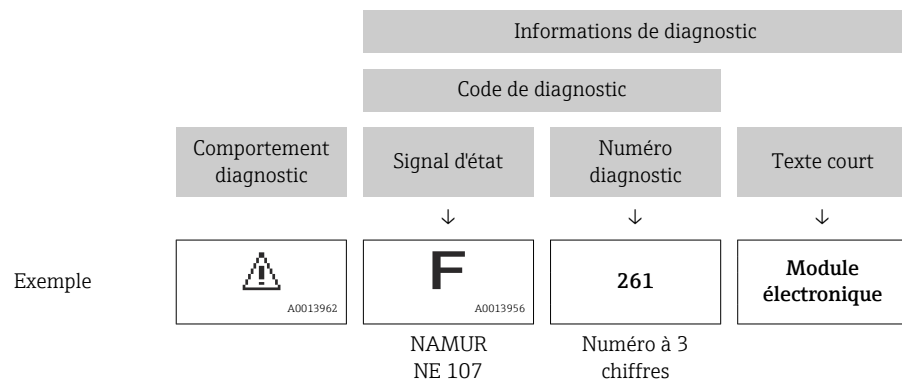 Informations de diagnostic
Code de diagnostic
Comportement
diagnostic
Signal d'état
Numéro
diagnostic
Texte court
↓
↓
↓
Exemple
A0013962
F
A0013956
261
Module
électronique
NAMUR
NE 107
Numéro à 3
chiffres